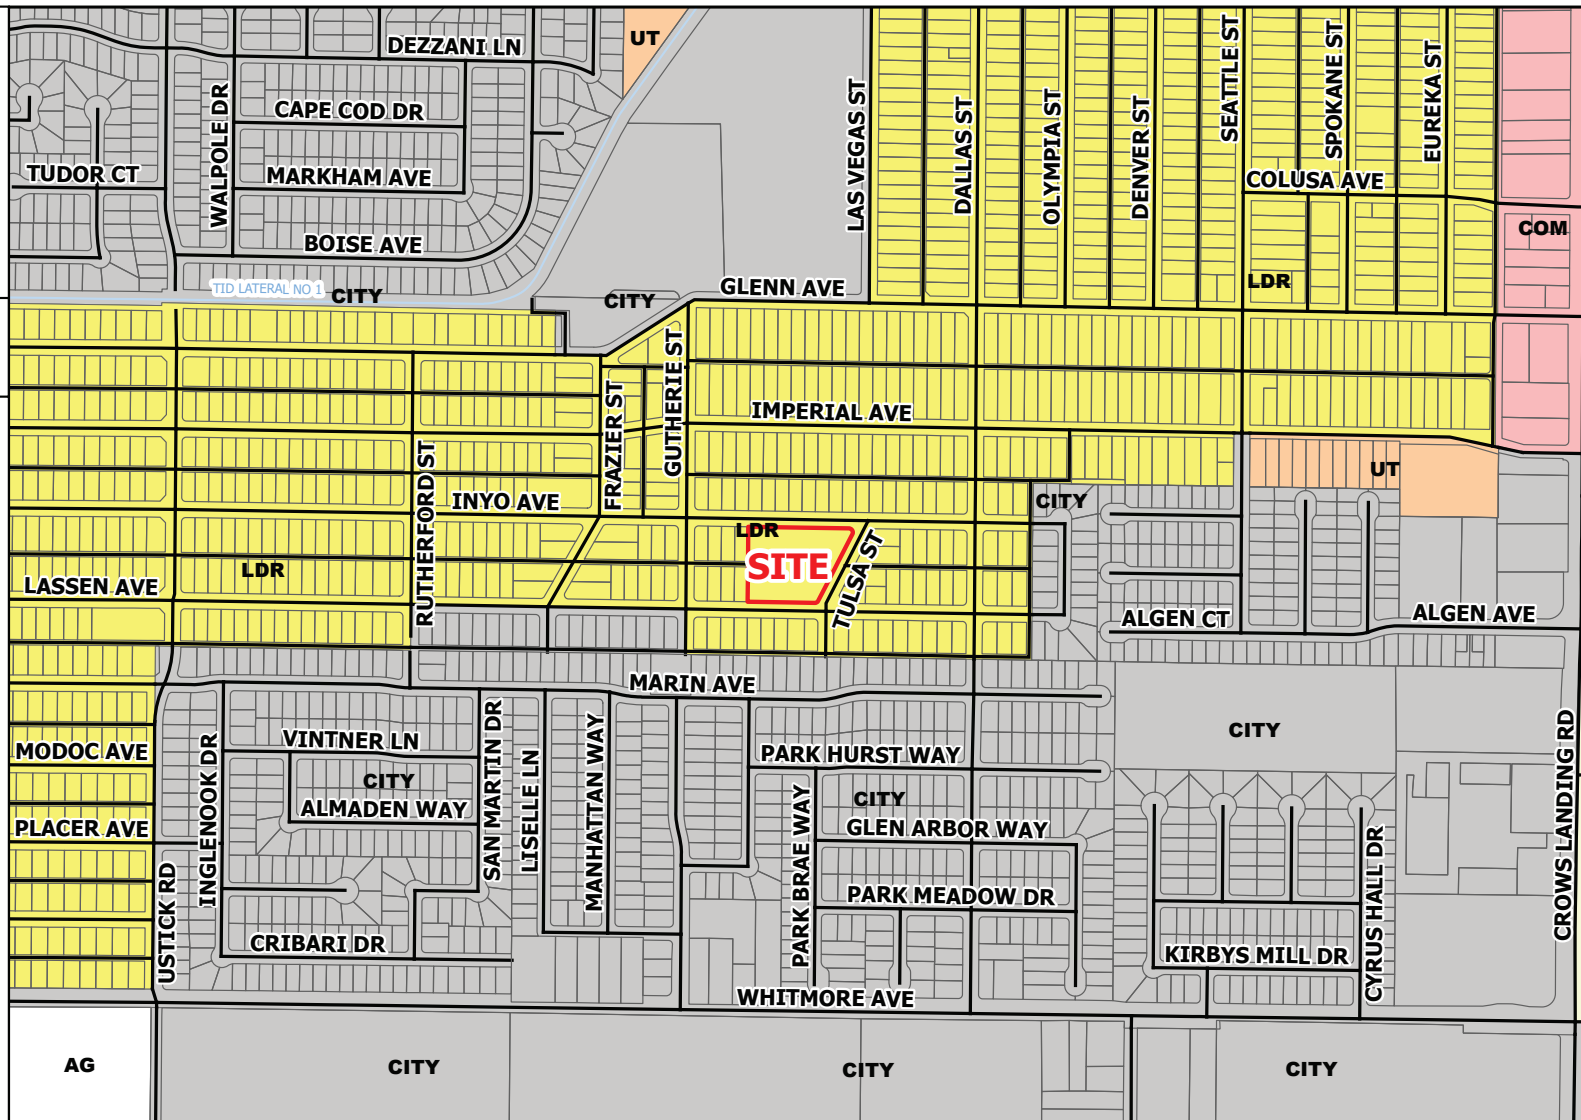 UT
DEZZANI LN
CAPE COD DR
WALPOLE DR
TUDOR CT
MARKHAM AVE
BOISE AVE
TID LATERAL NO 1
CITY
CITY
GLENN AVE
LAS VEGAS ST
DALLAS ST
OLYMPIA ST
DENVER ST
SEATTLE ST
SPOKANE ST
EUREKA ST
COLUSA AVE
COM
LDR
GUTHERIE ST
FRAZIER ST
IMPERIAL AVE
RUTHERFORD ST
INYO AVE
UT
CITY
LDR
SITE
TULSA ST
LDR
LASSEN AVE
ALGEN CT
ALGEN AVE
MARIN AVE
CITY
MODOC AVE
VINTNER LN
INGLENOOK DR
CITY
ALMADEN WAY
SAN MARTIN DR
LISELLE LN
MANHATTAN WAY
PARK HURST WAY
CITY
PLACER AVE
GLEN ARBOR WAY
PARK BRAE WAY
PARK MEADOW DR
USTICK RD
CRIBARI DR
KIRBYS MILL DR
CYRUS HALL DR
CROWS LANDING RD
WHITMORE AVE
AG
CITY
CITY
CITY